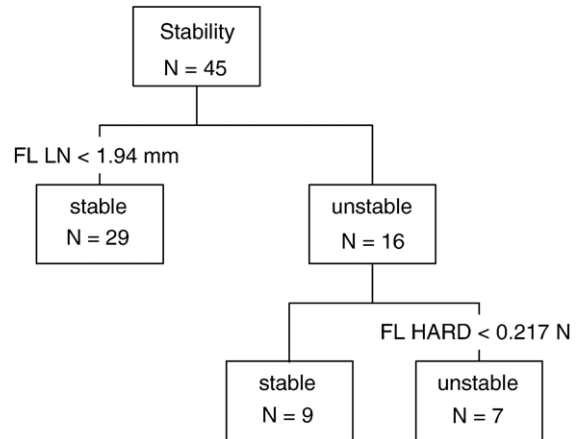 Stability
N = 45
FL LN < 1.94 mm
stable
N = 29
unstable
N = 16
FL HARD < 0.217 N
stable
N = 9
unstable
N = 7